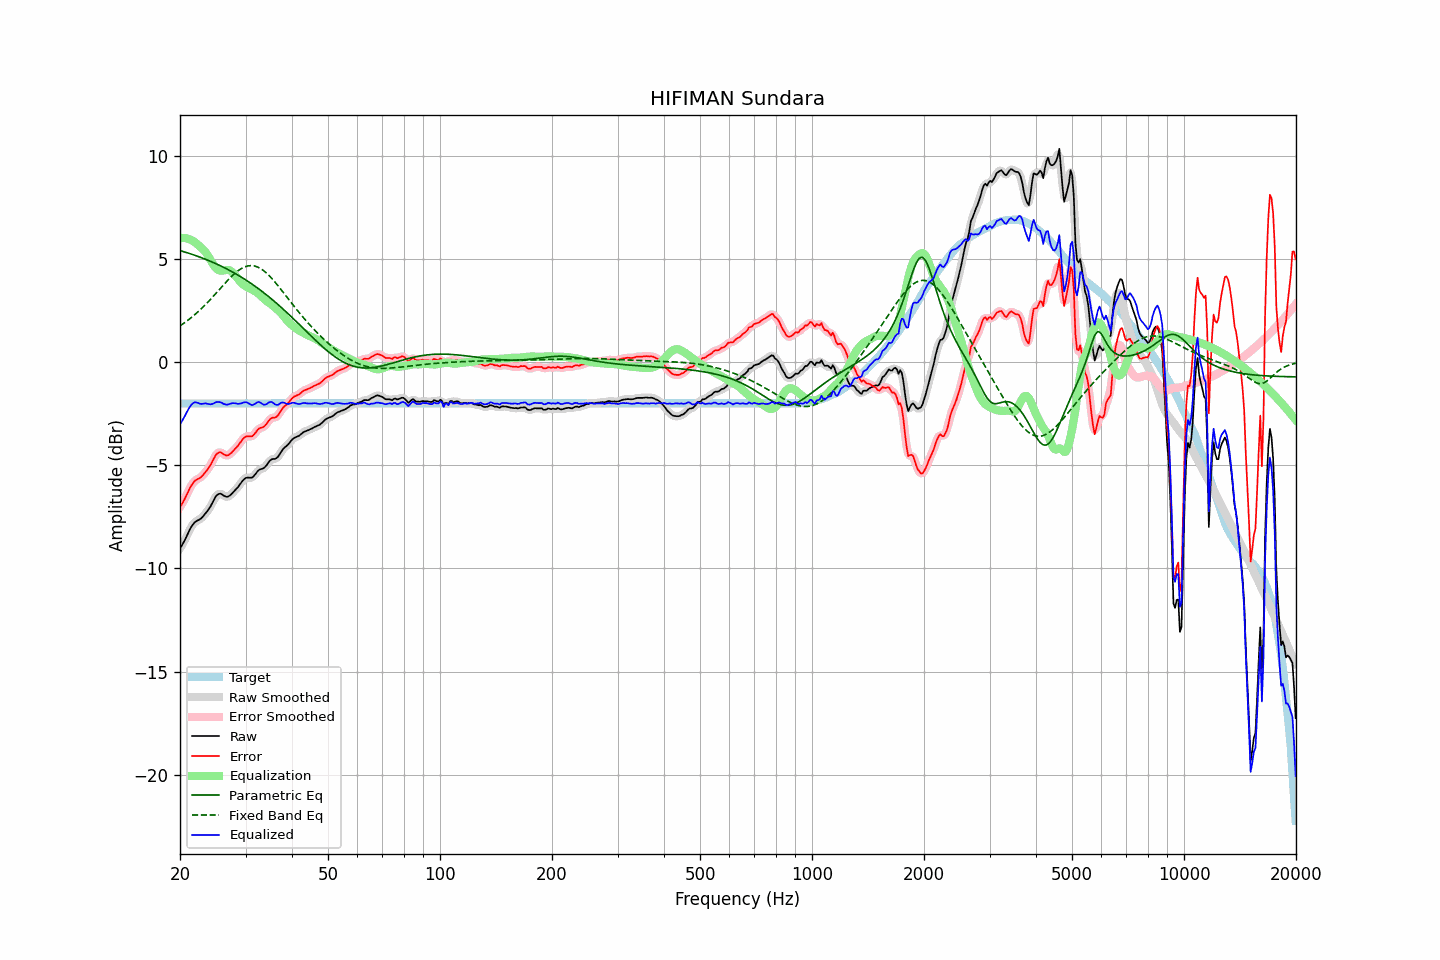 HIFIMAN Sundara
10
5
0
−5
−10
−15
−20
Amplitude (dBr)
Target
Raw Smoothed
Error Smoothed
Raw
Error
Equalization
Parametric Eq
Fixed Band Eq
Equalized
20 50 100 200 500 1000 2000 5000 10000 20000
Frequency (Hz)